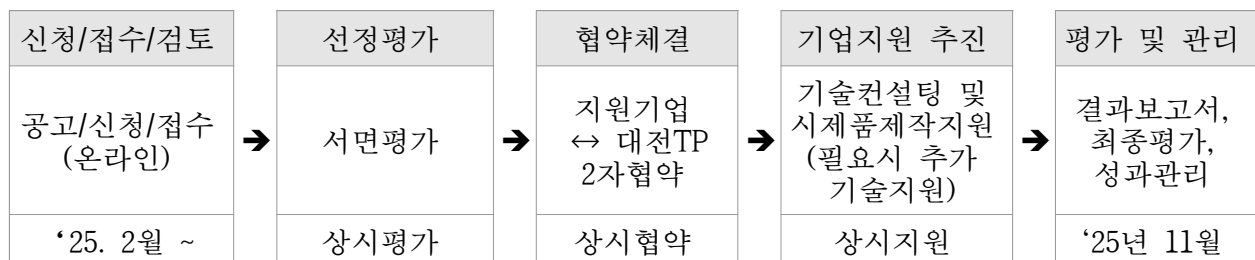 신청/접수/검토
공고/신청/접수
(온라인)
‘25. 2월 ~
➔
선정평가
서면평가
상시평가
➔
협약체결
지원기업
↔ 대전TP
2자협약
상시협약
➔
기업지원 추진
기술컨설팅 및
시제품제작지원
(필요시 추가
기술지원)
상시지원
➔
평가 및 관리
결과보고서,
최종평가,
성과관리
‘25년 11월